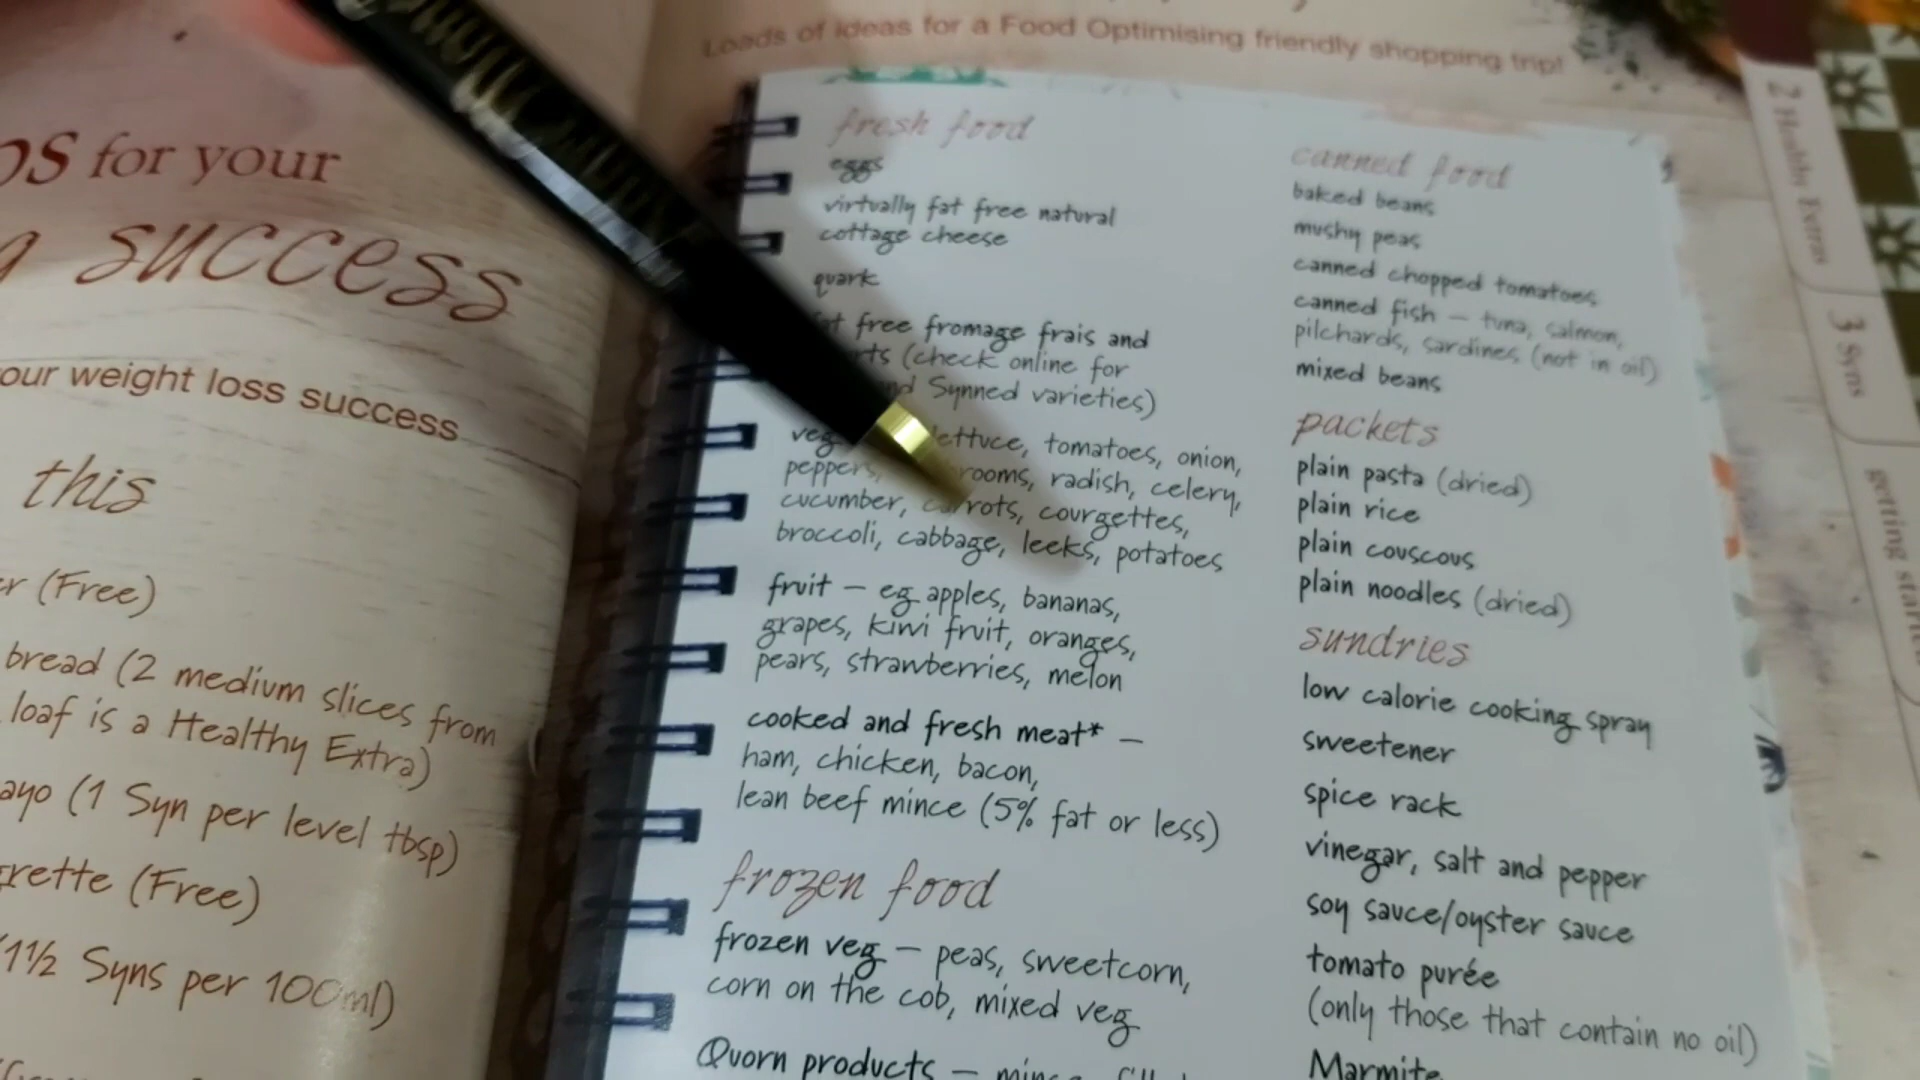 Loads of ideas for a Food Optimising friendly shopping trip!
for your
success
our weight loss success
this
(Free)
bread (2 medium slices from
loaf is a Healthy Extra)
(1 Syn per level tbsp)
(Free)
1½ Syns per 100ml)
fresh food
eggs
virtually fat free natural
cottage cheese
quark
free fromage frais and
(check online for
Synned varieties)
lettuce, tomatoes, onion,
peppers, radish, celery,
cucumber, carrots, courgettes,
broccoli, cabbage, leeks, potatoes
fruit – eg apples, bananas,
grapes, kiwi fruit, oranges,
pears, strawberries, melon
cooked and fresh meat* –
ham, chicken, bacon,
lean beef mince (5% fat or less)
frozen food
frozen veg – peas, sweetcorn,
corn on the cob, mixed veg
Quorn products –
canned food
baked beans
mushy peas
canned chopped tomatoes
canned fish – tuna, salmon,
pilchards, sardines (not in oil)
mixed beans
packets
plain pasta (dried)
plain rice
plain couscous
plain noodles (dried)
sundries
low calorie cooking spray
sweetener
spice rack
vinegar, salt and pepper
soy sauce/oyster sauce
tomato purée
(only those that contain no oil)
Marmite
2 Healthy Extras
3 Syns
getting